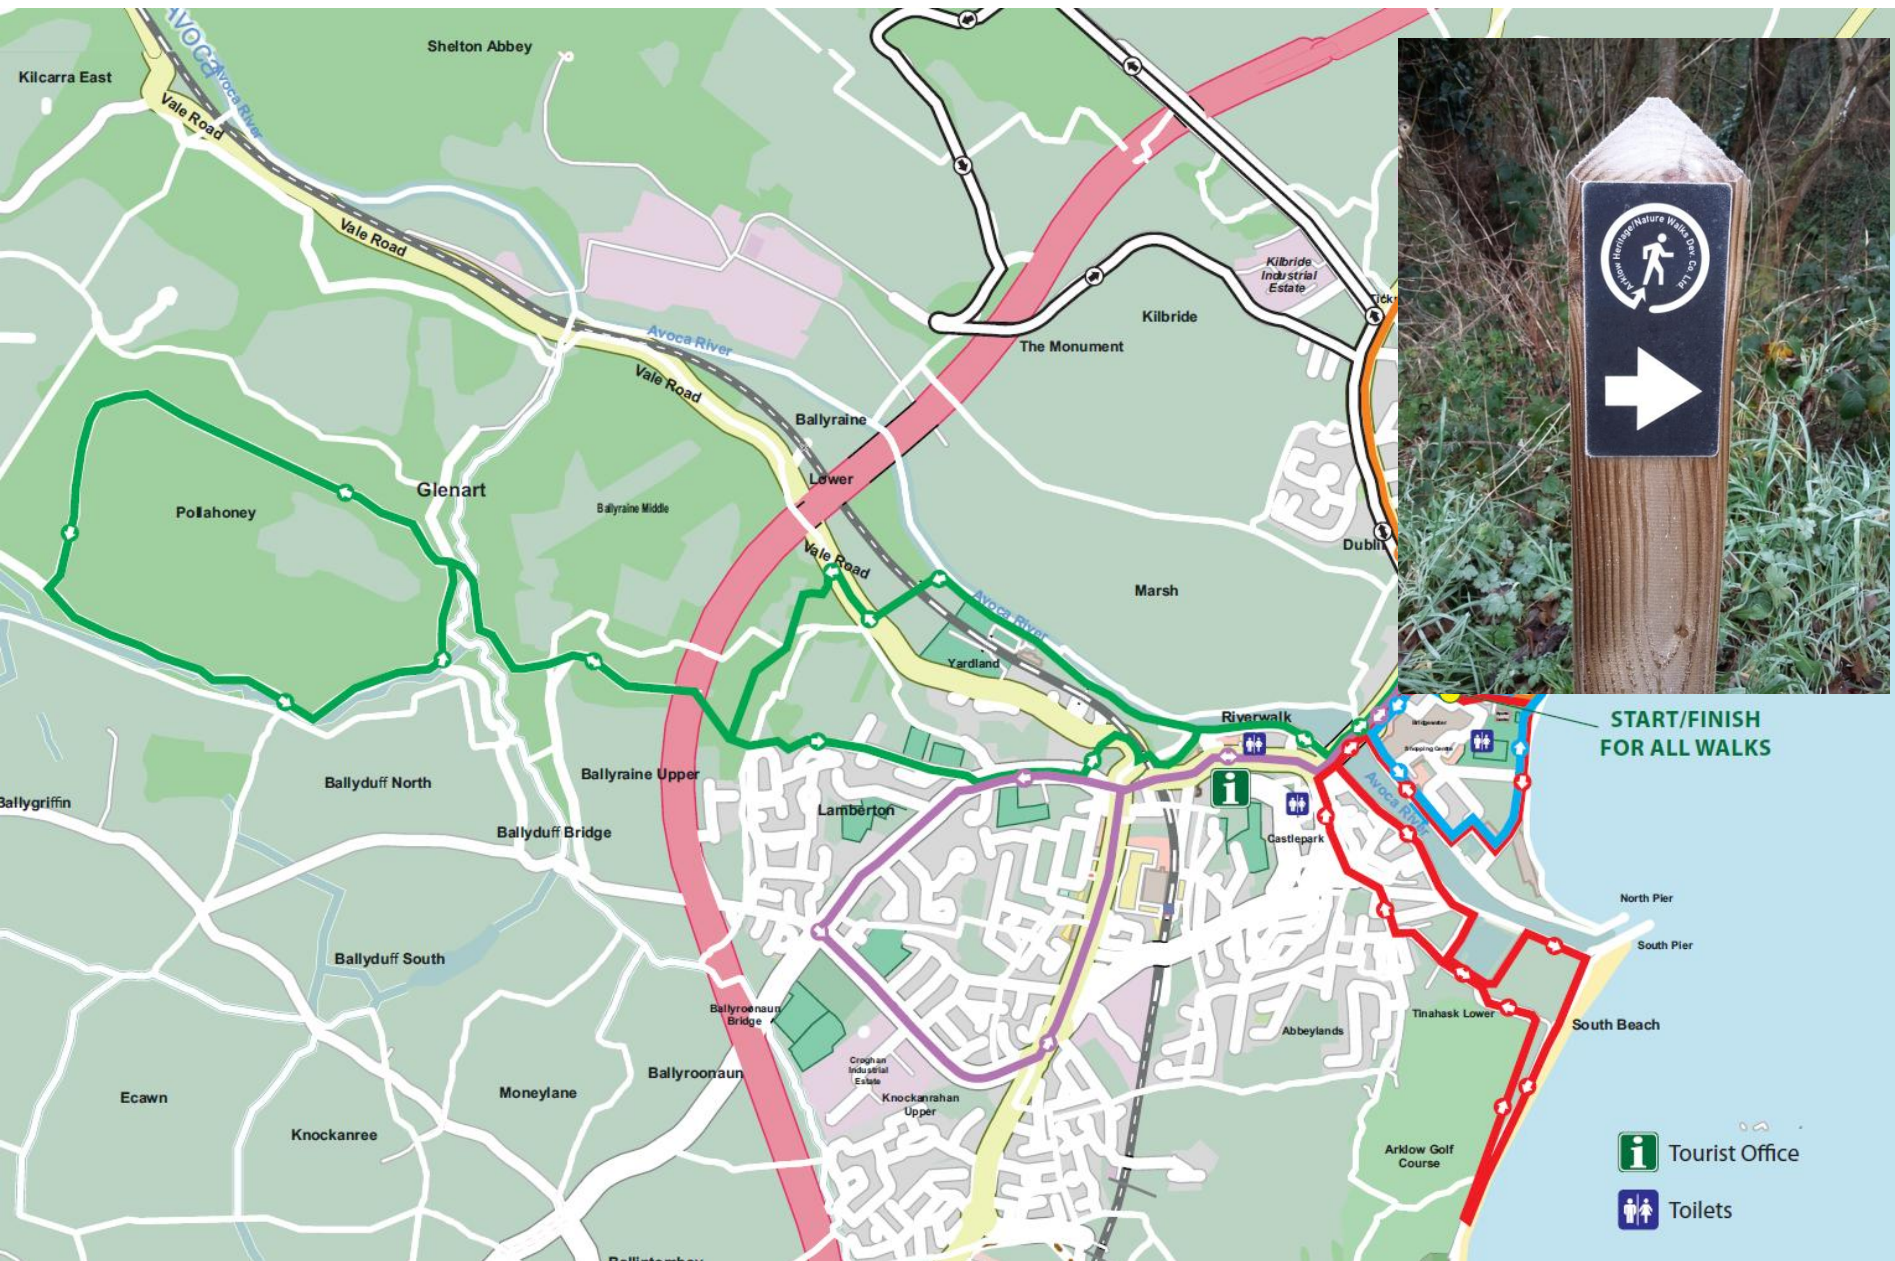 AVOCA
Avoca River
Shelton Abbey
Kilcarra East
Vale Road
Vale Road
Avoca River
Vale Road
Kilbride
Industrial
Estate
Kilbride
The Monument
Ballyraine
Lower
Glenart
Pollahoney
Ballyraine Middle
Vale Road
Marsh
Avoca River
Yardland
Riverwalk
Arklow Heritage/Nature Walks Dev. Co. Ltd.
START/FINISH
FOR ALL WALKS
Bridgewater
Shopping Centre
Avoca River
Ballyduff North
Ballyraine Upper
Lamberton
Castlepark
Ballyduff Bridge
North Pier
South Pier
Ballyduff South
Ballyroonaun
Bridge
Tinahask Lower
South Beach
Abbeylands
Croghan
Industrial
Estate
Ballyroonaun
Knockanrahan
Upper
Ecawn
Moneylane
Knockanree
Arklow Golf
Course
i Tourist Office
Toilets